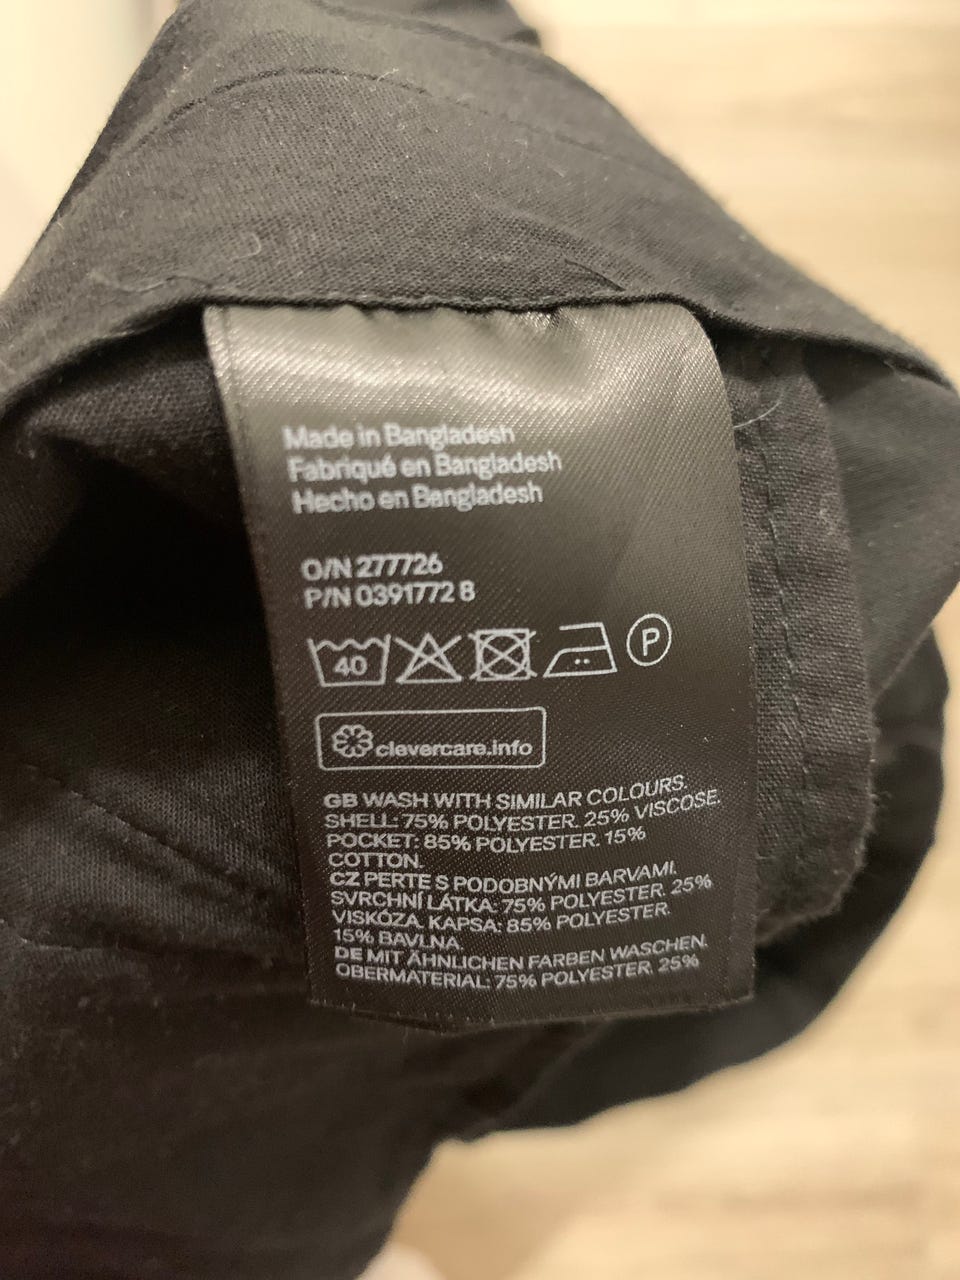 Made in Bangladesh
Fabriqué en Bangladesh
Hecho en Bangladesh
O/N 277726
P/N 0391772 8
40
P
clevercare.info
GB WASH WITH SIMILAR COLOURS.
SHELL: 75% POLYESTER. 25% VISCOSE.
POCKET: 85% POLYESTER. 15%
COTTON.
CZ PERTE S PODOBNÝMI BARVAMI.
SVRCHNÍ LÁTKA: 75% POLYESTER. 25%
VISKÓZA. KAPSA: 85% POLYESTER.
15% BAVLNA.
DE MIT ÄHNLICHEN FARBEN WASCHEN.
OBERMATERIAL: 75% POLYESTER. 25%